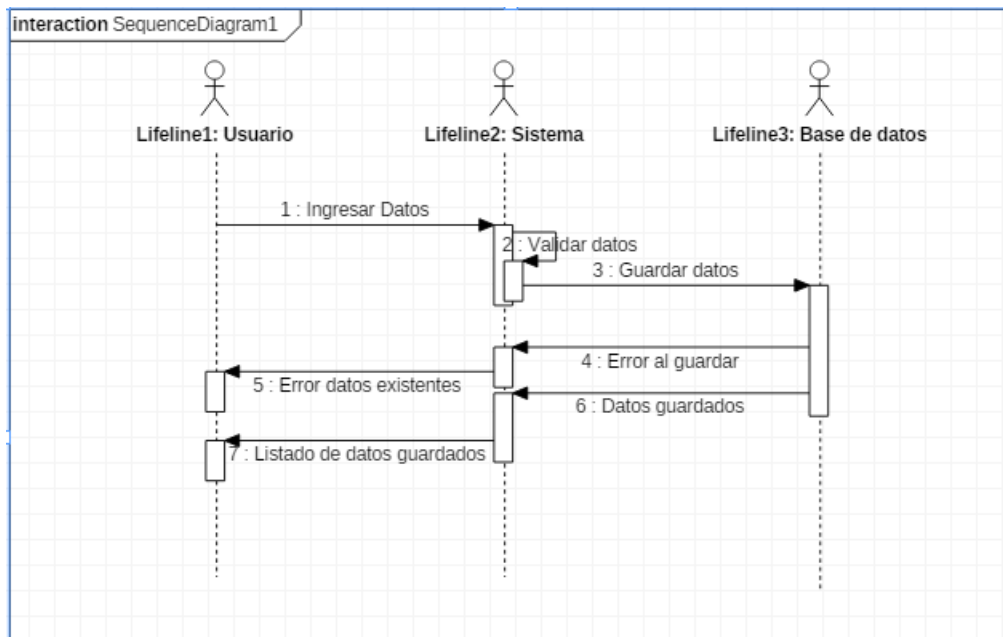 interaction SequenceDiagram1
Lifeline1: Usuario
Lifeline2: Sistema
Lifeline3: Base de datos
1 : Ingresar Datos
2 : Validar datos
3 : Guardar datos
4 : Error al guardar
5 : Error datos existentes
6 : Datos guardados
7 : Listado de datos guardados